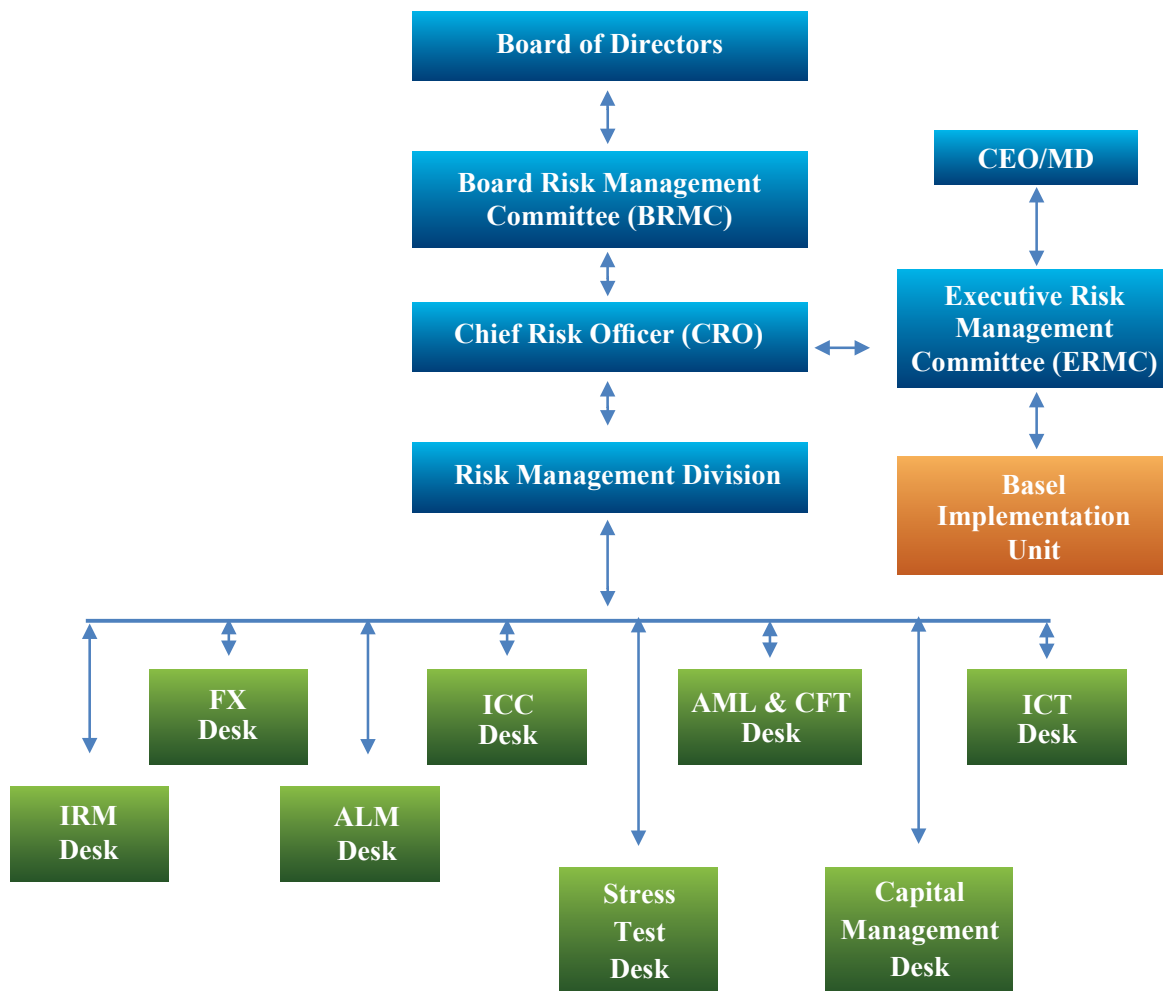 Board of Directors
Board Risk Management
Committee (BRMC)
CEO/MD
Chief Risk Officer (CRO)
Executive Risk
Management
Committee (ERMC)
Risk Management Division
Basel
Implementation
Unit
FX
Desk
ICC
Desk
AML & CFT
Desk
ICT
Desk
IRM
Desk
ALM
Desk
Stress
Test
Desk
Capital
Management
Desk